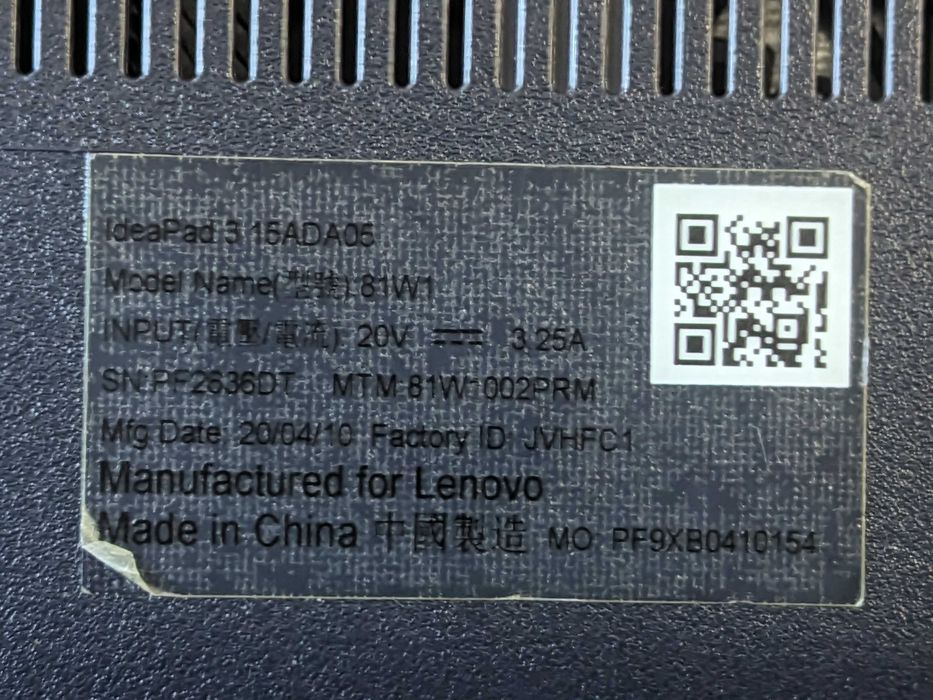 IdeaPad 3 15ADA05
Model Name(型號):81W1
INPUT(電壓/電流): 20V ⎓ 3.25A
SN:PF2636DT MTM:81W1002PRM
Mfg Date: 20/04/10 Factory ID: JVHFC1
Manufactured for Lenovo
Made in China 中國製造 MO: PF9XB0410154